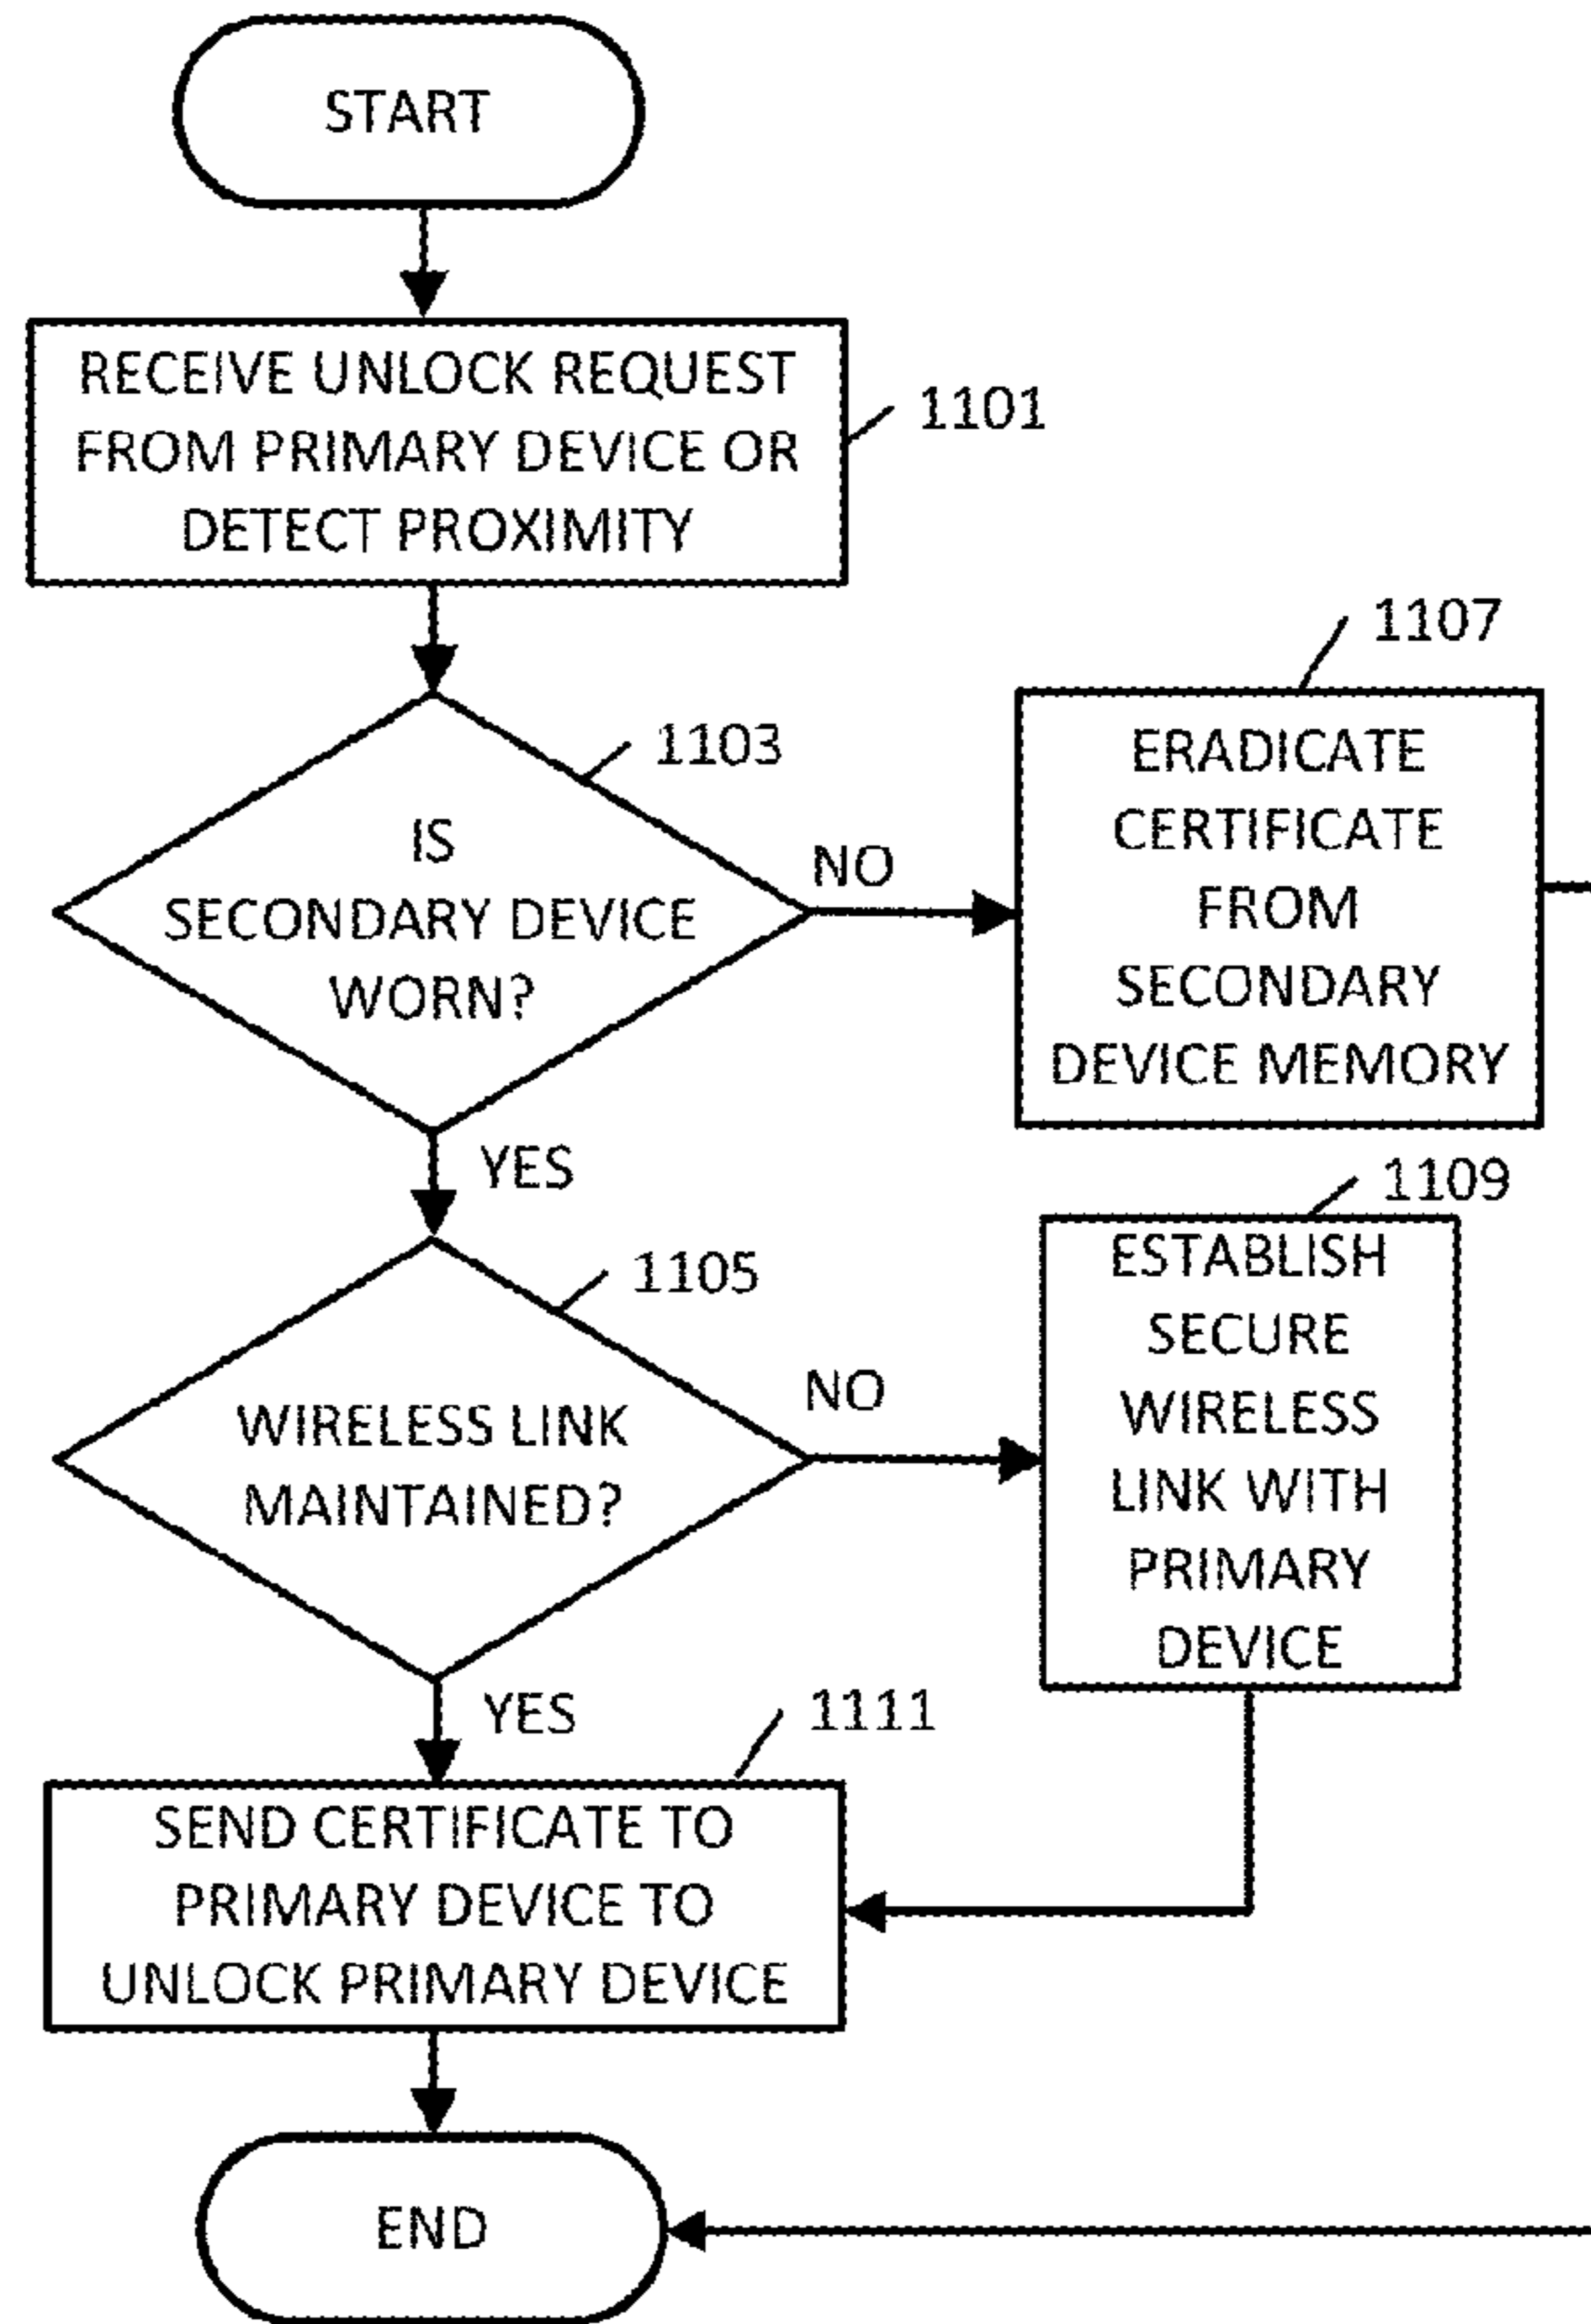 START
RECEIVE UNLOCK REQUEST
FROM PRIMARY DEVICE OR
DETECT PROXIMITY
1101
1103
IS
SECONDARY DEVICE
WORN?
NO
1107
ERADICATE
CERTIFICATE
FROM
SECONDARY
DEVICE MEMORY
YES
1105
WIRELESS LINK
MAINTAINED?
NO
1109
ESTABLISH
SECURE
WIRELESS
LINK WITH
PRIMARY
DEVICE
YES
1111
SEND CERTIFICATE TO
PRIMARY DEVICE TO
UNLOCK PRIMARY DEVICE
END